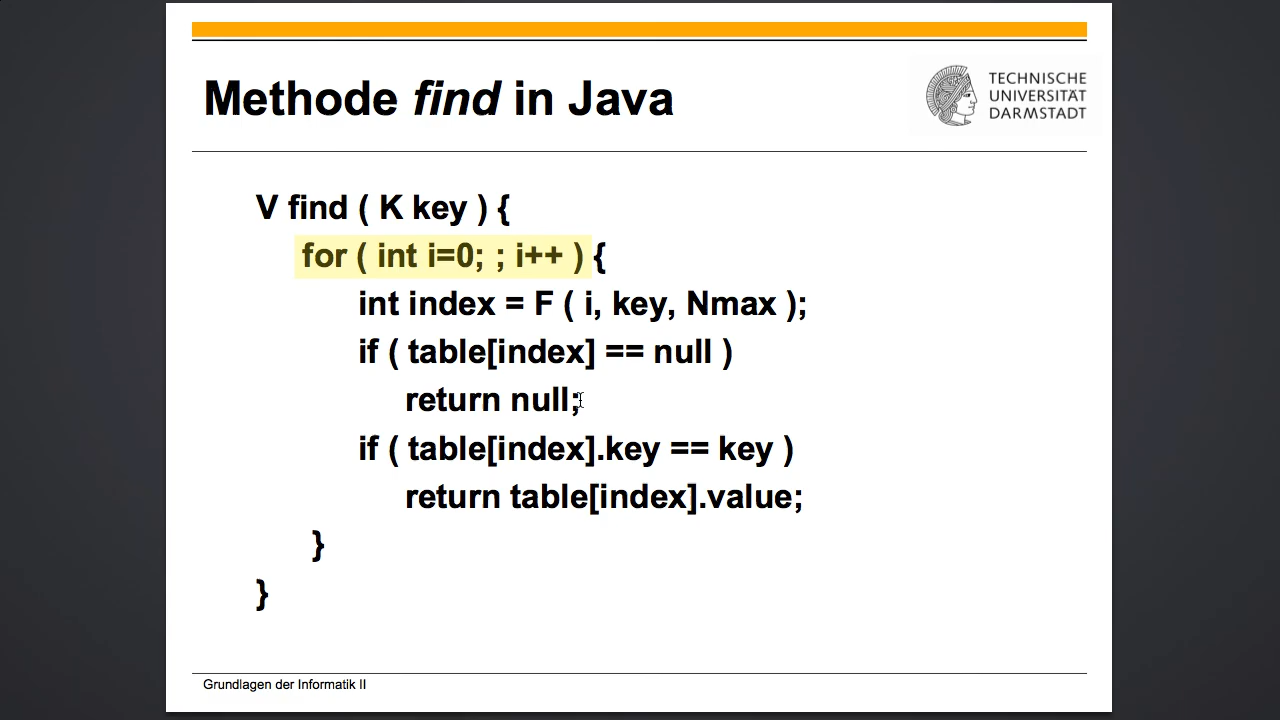 Methode find in Java
TECHNISCHE
UNIVERSITÄT
DARMSTADT
V find ( K key ) {
for ( int i=0; ; i++ ) {
int index = F ( i, key, Nmax );
if ( table[index] == null )
return null;
if ( table[index].key == key )
return table[index].value;
}
}
Grundlagen der Informatik II